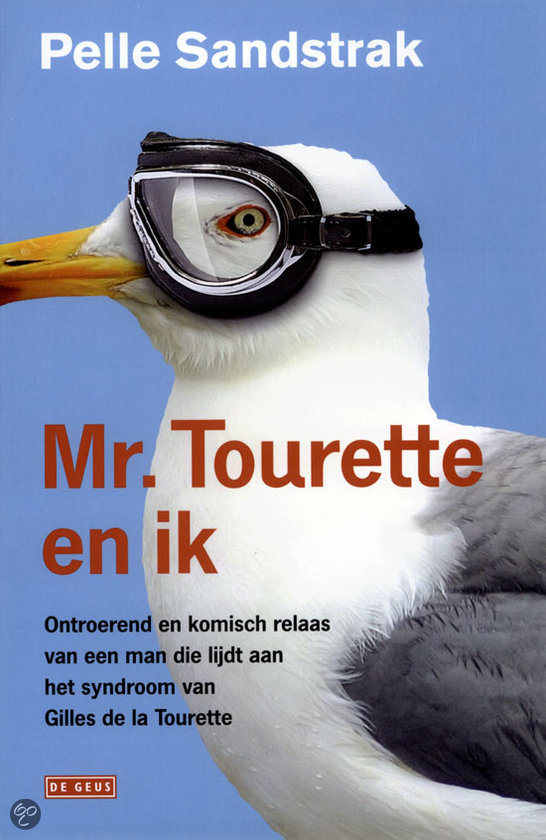 Pelle Sandstrak
Mr. Tourette
en ik
Ontroerend en komisch relaas
van een man die lijdt aan
het syndroom van
Gilles de la Tourette
DE GEUS
go